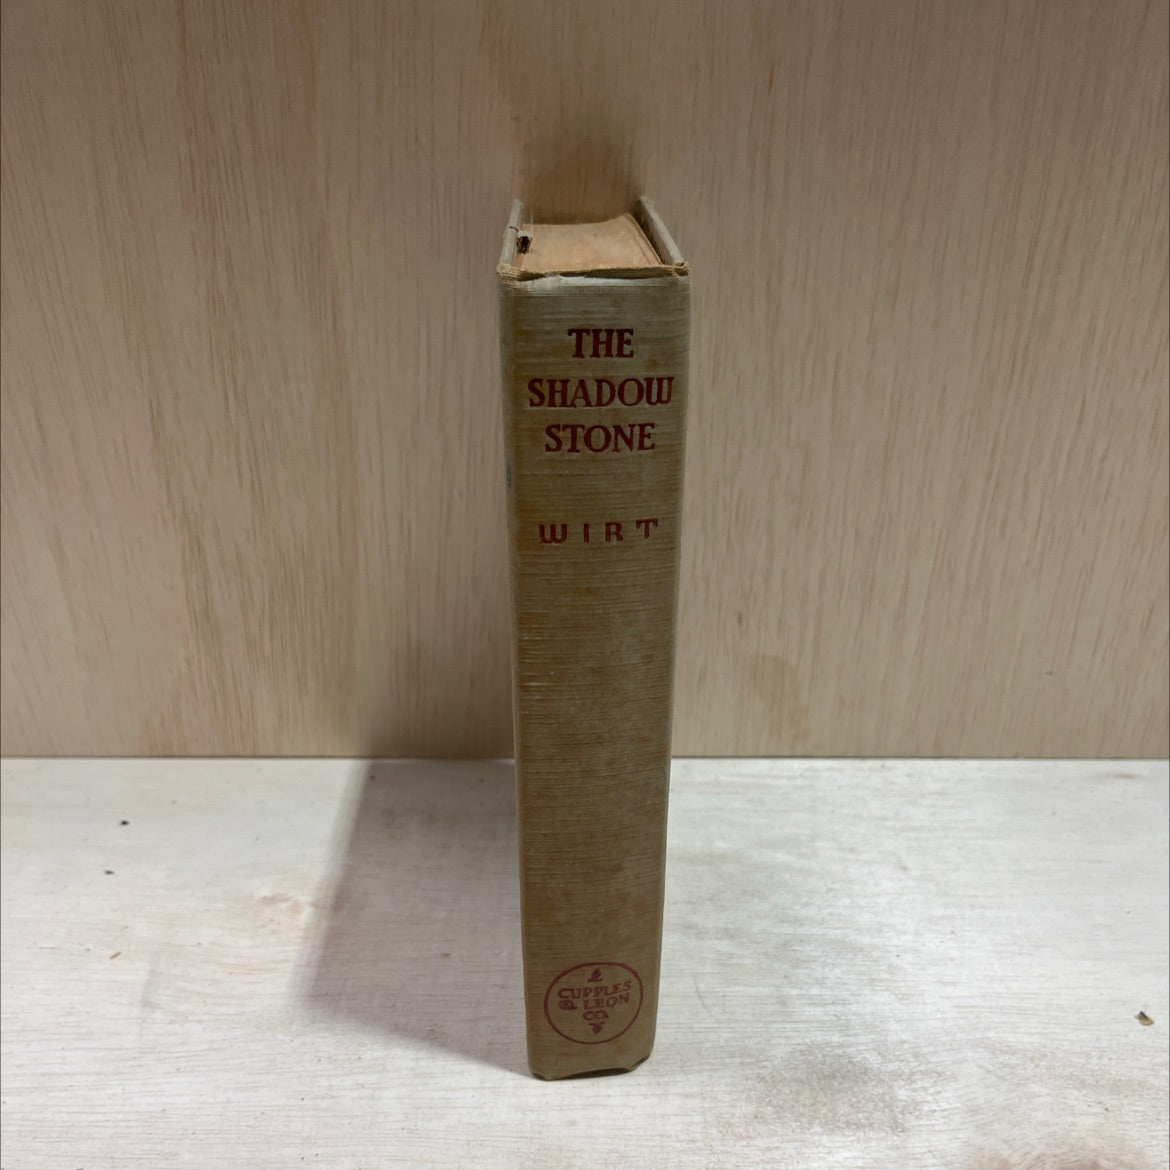 THE
SHADOW
STONE
WIRT
CUPPLES
& LEON
CO.